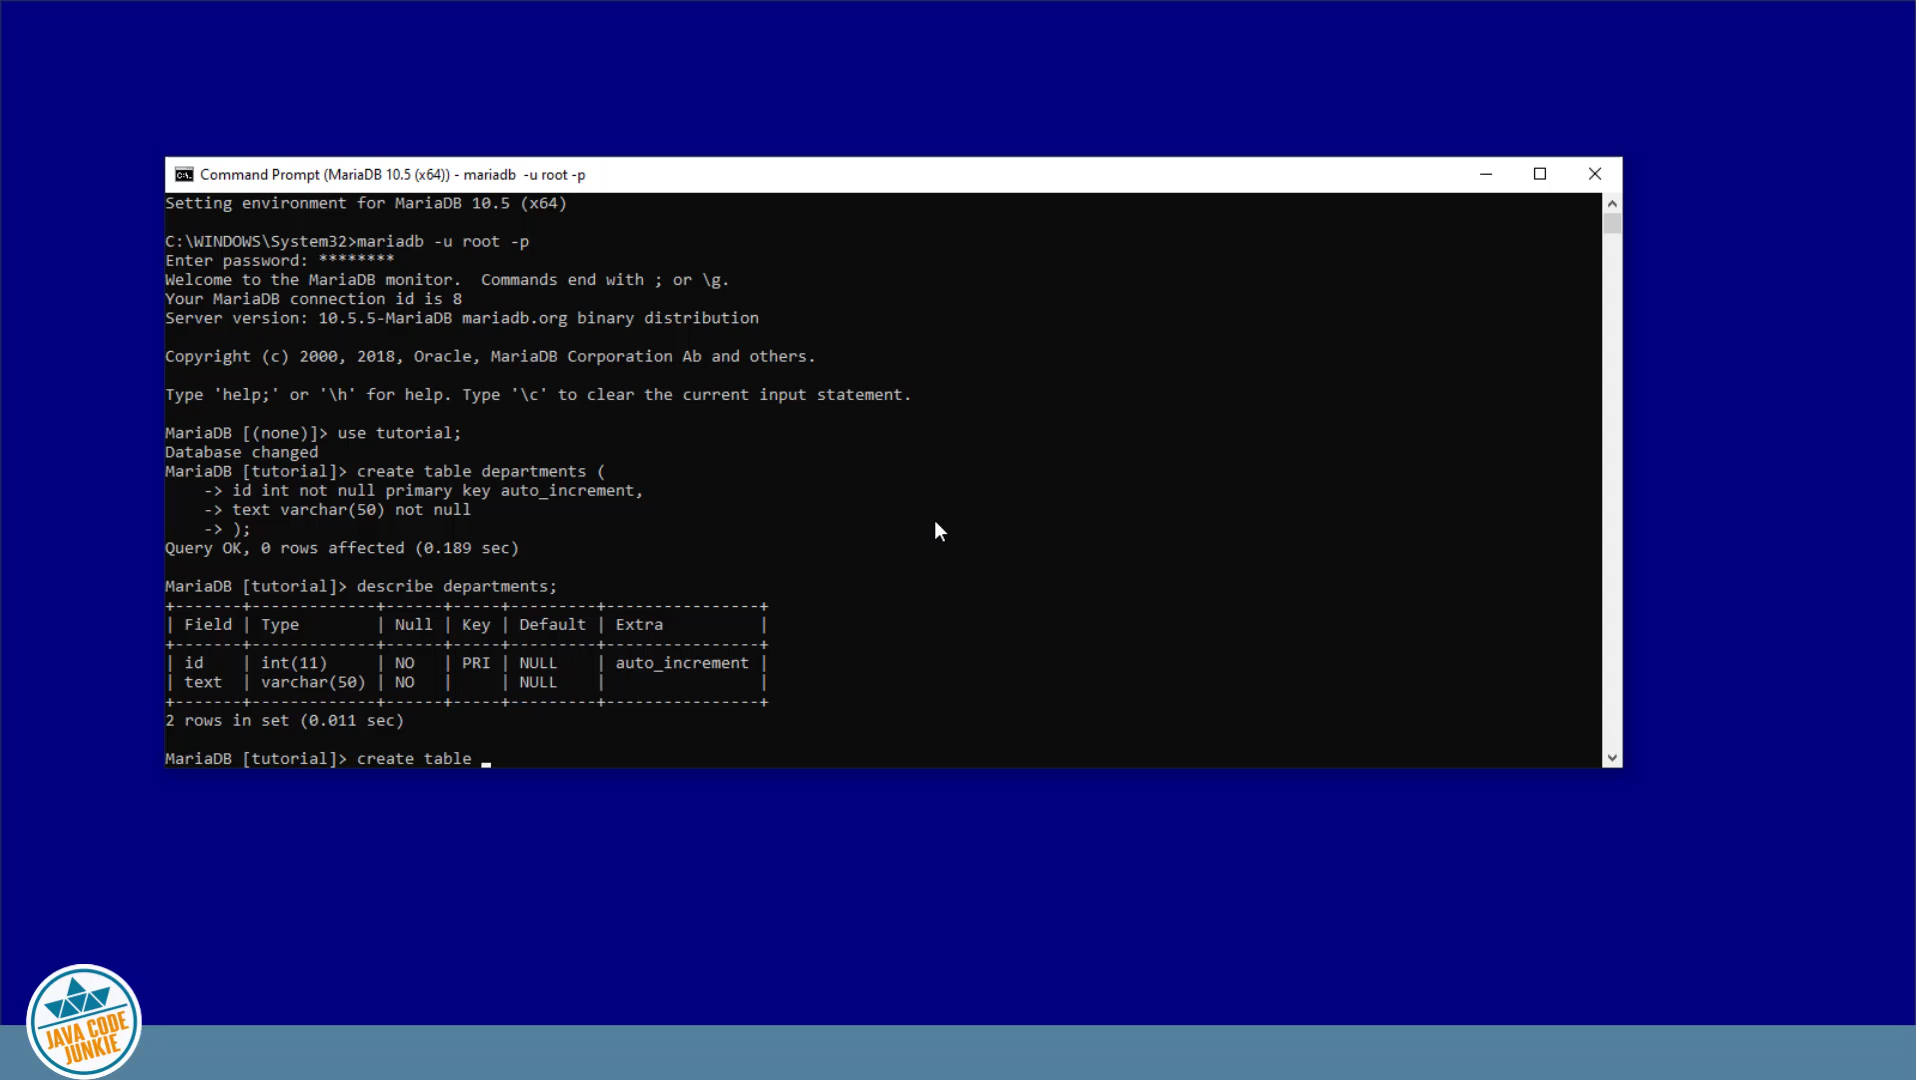 Command Prompt (MariaDB 10.5 (x64)) - mariadb  -u root -p
Setting environment for MariaDB 10.5 (x64)
C:\WINDOWS\System32>mariadb -u root -p
Enter password: ********
Welcome to the MariaDB monitor.  Commands end with ; or \g.
Your MariaDB connection id is 8
Server version: 10.5.5-MariaDB mariadb.org binary distribution
Copyright (c) 2000, 2018, Oracle, MariaDB Corporation Ab and others.
Type 'help;' or '\h' for help. Type '\c' to clear the current input statement.
MariaDB [(none)]> use tutorial;
Database changed
MariaDB [tutorial]> create table departments (
    -> id int not null primary key auto_increment,
    -> text varchar(50) not null
    -> );
Query OK, 0 rows affected (0.189 sec)
MariaDB [tutorial]> describe departments;
+-------+-------------+------+-----+---------+----------------+
| Field | Type        | Null | Key | Default | Extra          |
+-------+-------------+------+-----+---------+----------------+
| id    | int(11)     | NO   | PRI | NULL    | auto_increment |
| text  | varchar(50) | NO   |     | NULL    |                |
+-------+-------------+------+-----+---------+----------------+
2 rows in set (0.011 sec)
MariaDB [tutorial]> create table
JAVA CODE
JUNKIE